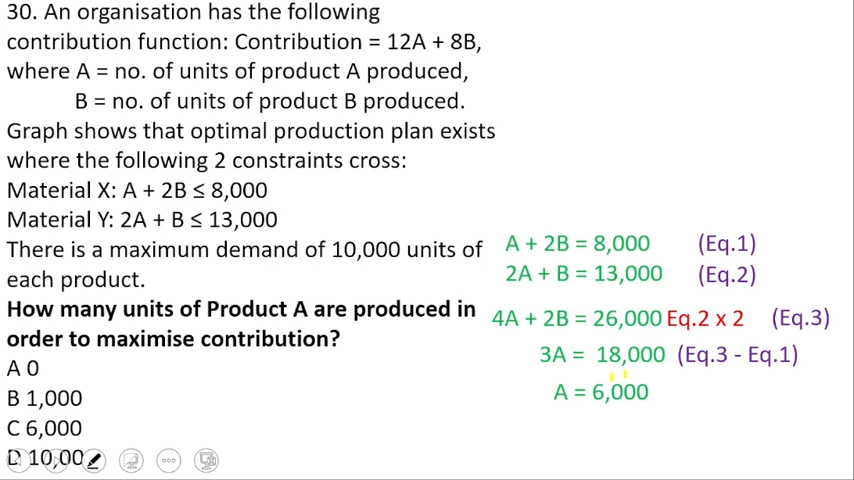 30. An organisation has the following
contribution function: Contribution = 12A + 8B,
where A = no. of units of product A produced,
B = no. of units of product B produced.
Graph shows that optimal production plan exists
where the following 2 constraints cross:
Material X: A + 2B ≤ 8,000
Material Y: 2A + B ≤ 13,000
There is a maximum demand of 10,000 units of
each product.
How many units of Product A are produced in
order to maximise contribution?
A 0
B 1,000
C 6,000
D 10,00
A + 2B = 8,000 (Eq.1)
2A + B = 13,000 (Eq.2)
4A + 2B = 26,000 Eq.2 x 2 (Eq.3)
3A = 18,000 (Eq.3 - Eq.1)
A = 6,000